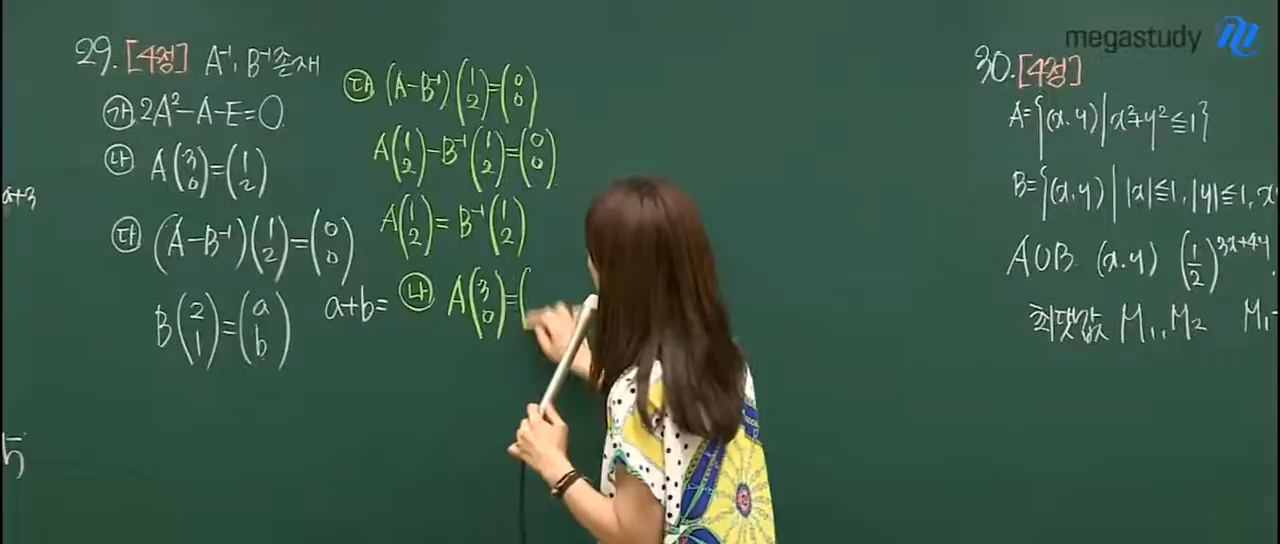 megastudy
29. [4점] A⁻¹, B⁻¹ 존재
㉮ 2A²-A-E=O
㉯ A(3 0)=(1 2)
㉰ (A-B⁻¹)(1 2)=(0 0)
B(2 1)=(a b) a+b=
㉰ (A-B⁻¹)(1 2)=(0 0)
A(1 2)-B⁻¹(1 2)=(0 0)
A(1 2)=B⁻¹(1 2)
㉯ A(3 0)=(
30. [4점]
A={(x,y)|x²+y²≦1}
B={(x,y)| |x|≦1, |y|≦1, x
A∪B (x,y) (1/2)^(3x+4y)
최댓값 M₁, M₂ M₁-
a+3
5